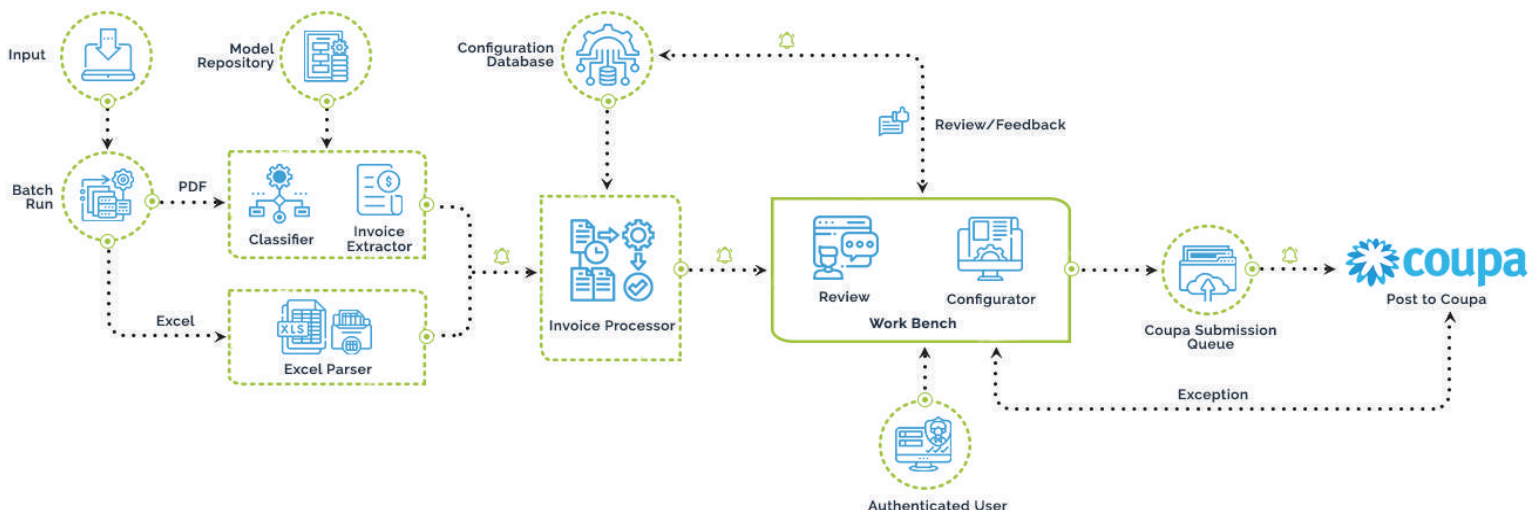 Input
Model
Repository
Configuration
Database
Review/Feedback
Batch
Run
PDF
Classifier
Invoice
Extractor
Excel
XLS
Excel Parser
Invoice Processor
Review
Configurator
Work Bench
Coupa Submission
Queue
coupa
Post to Coupa
Exception
Authenticated User